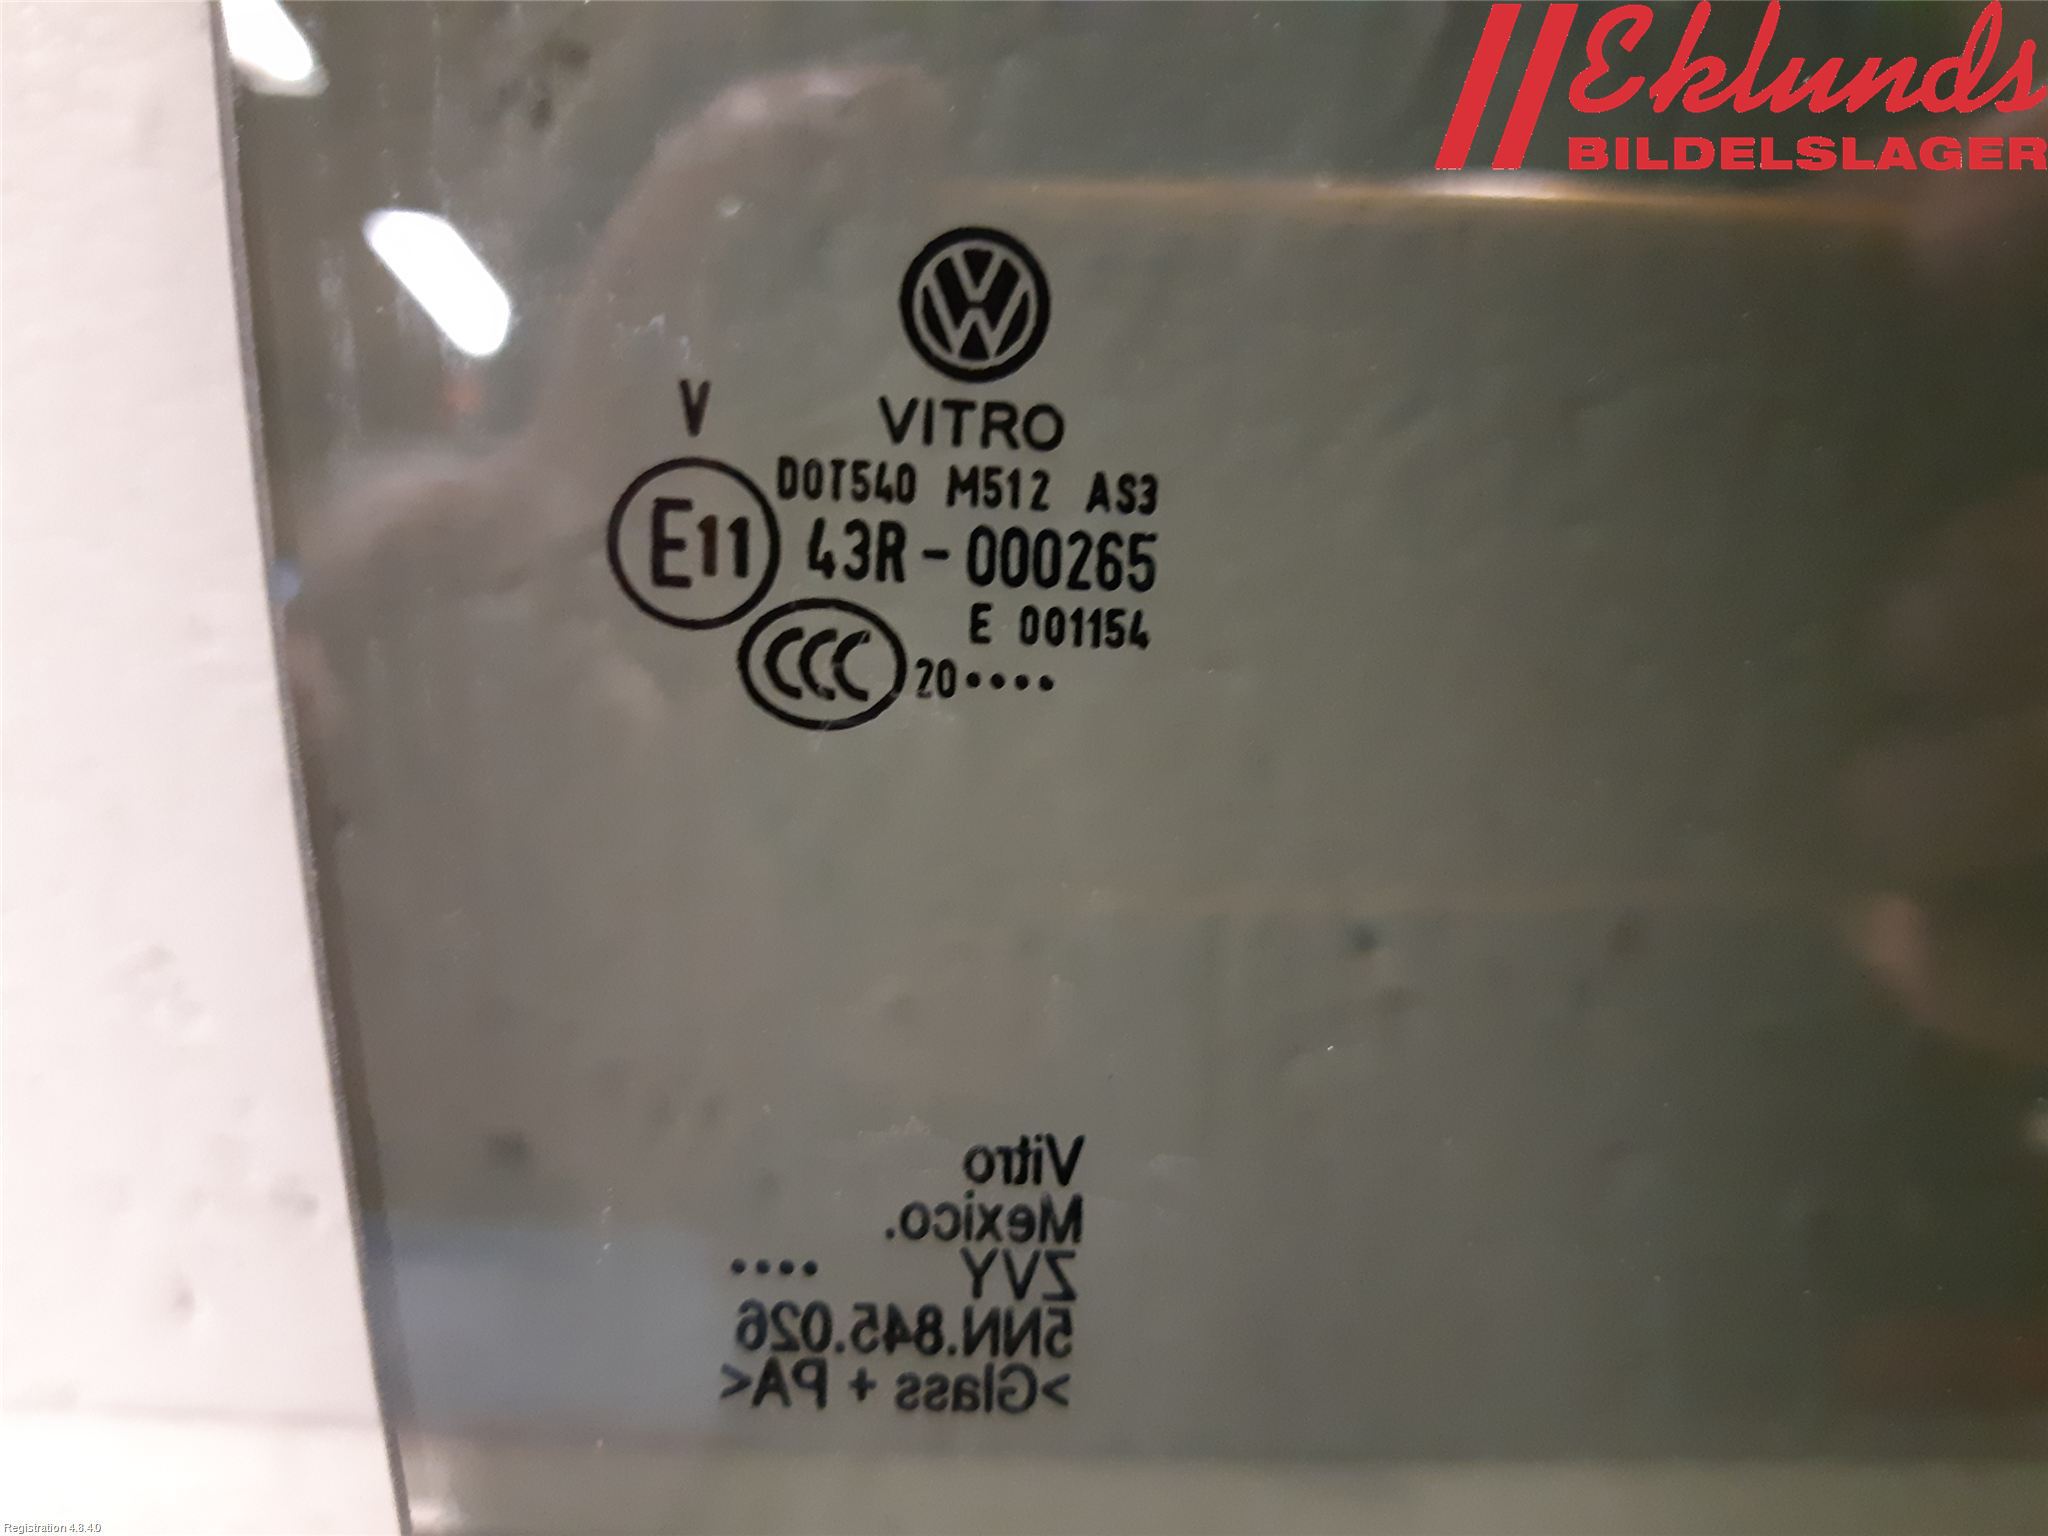 Eklunds
BILDELSLAGER
VITRO
V
DOT540 M512 AS3
E11 43R-000265
E 001154
CCC 20····
Vitro
Mexico.
ZVY ····
5NN.845.026
>Glass + PA<
Registration 4.8.4.0